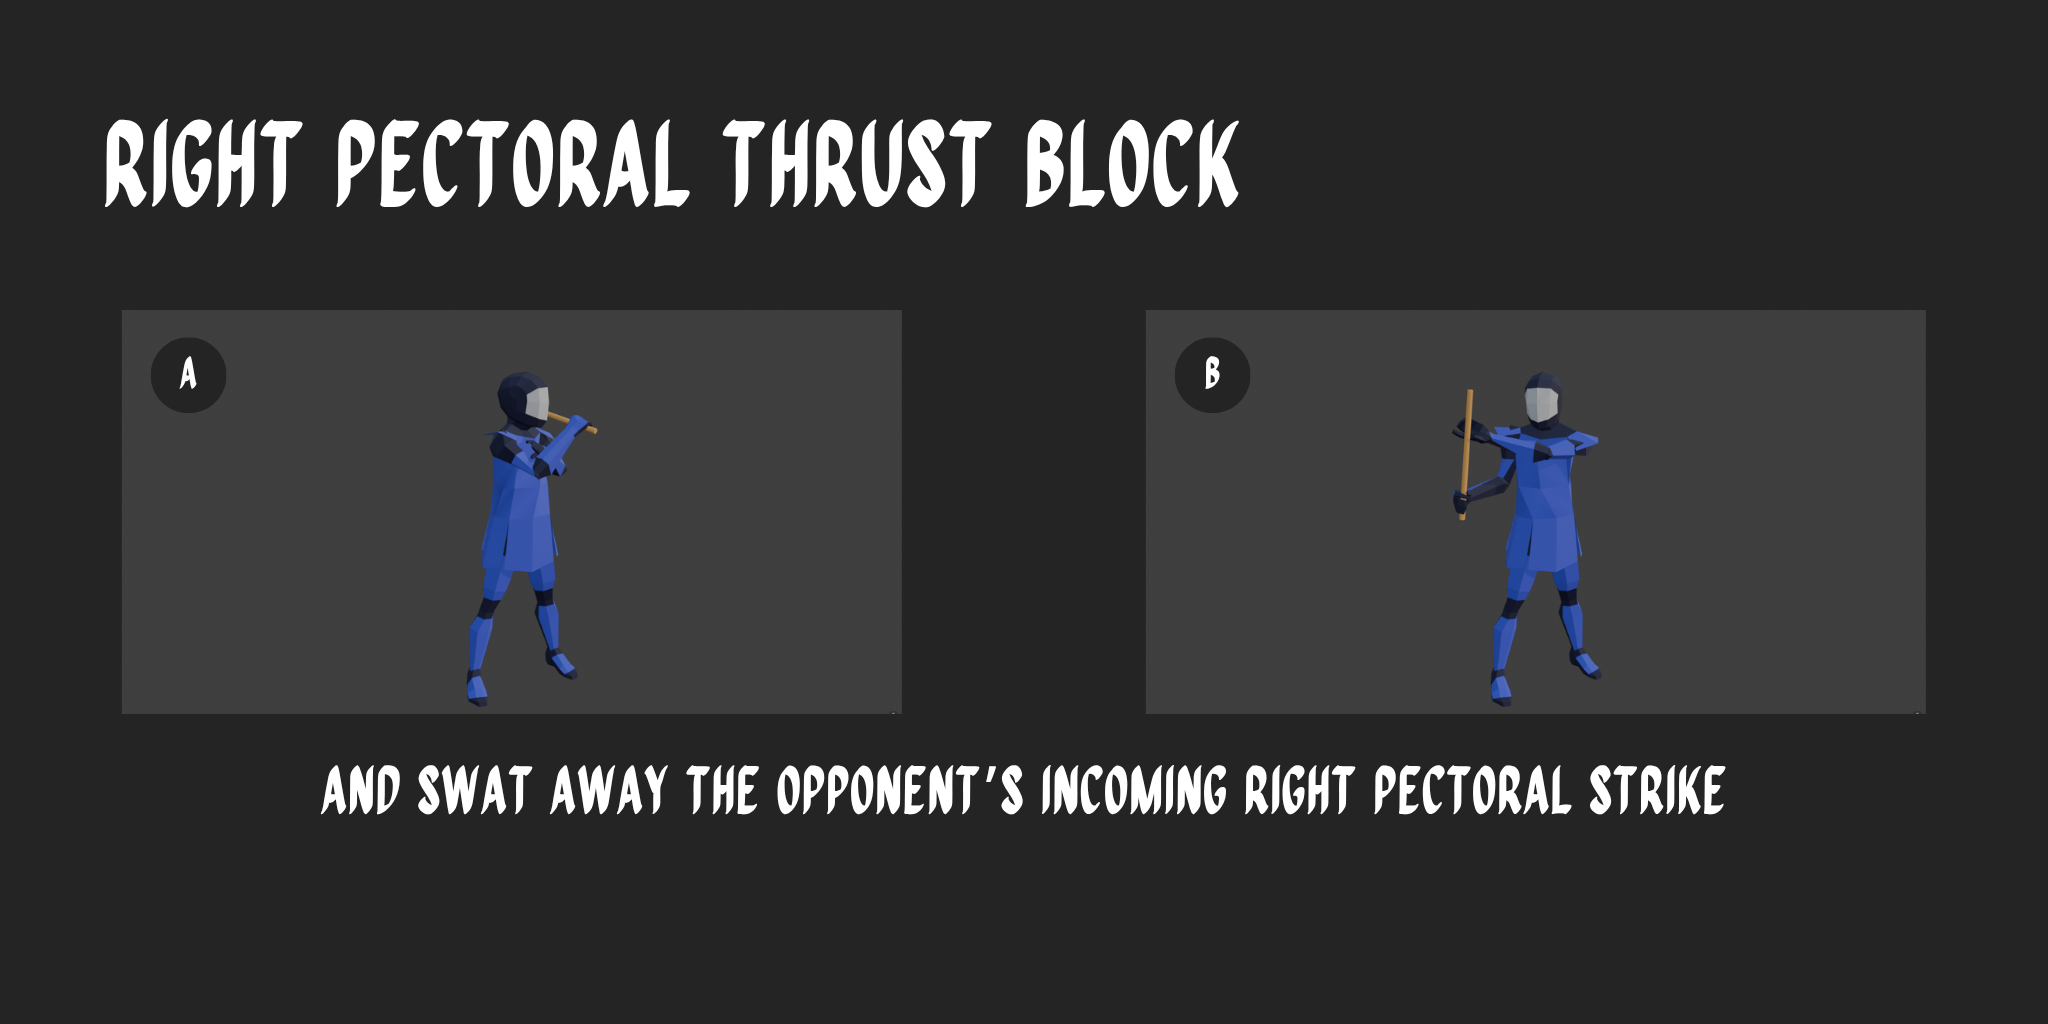 RIGHT PECTORAL THRUST BLOCK
A
B
AND SWAT AWAY THE OPPONENT'S INCOMING RIGHT PECTORAL STRIKE